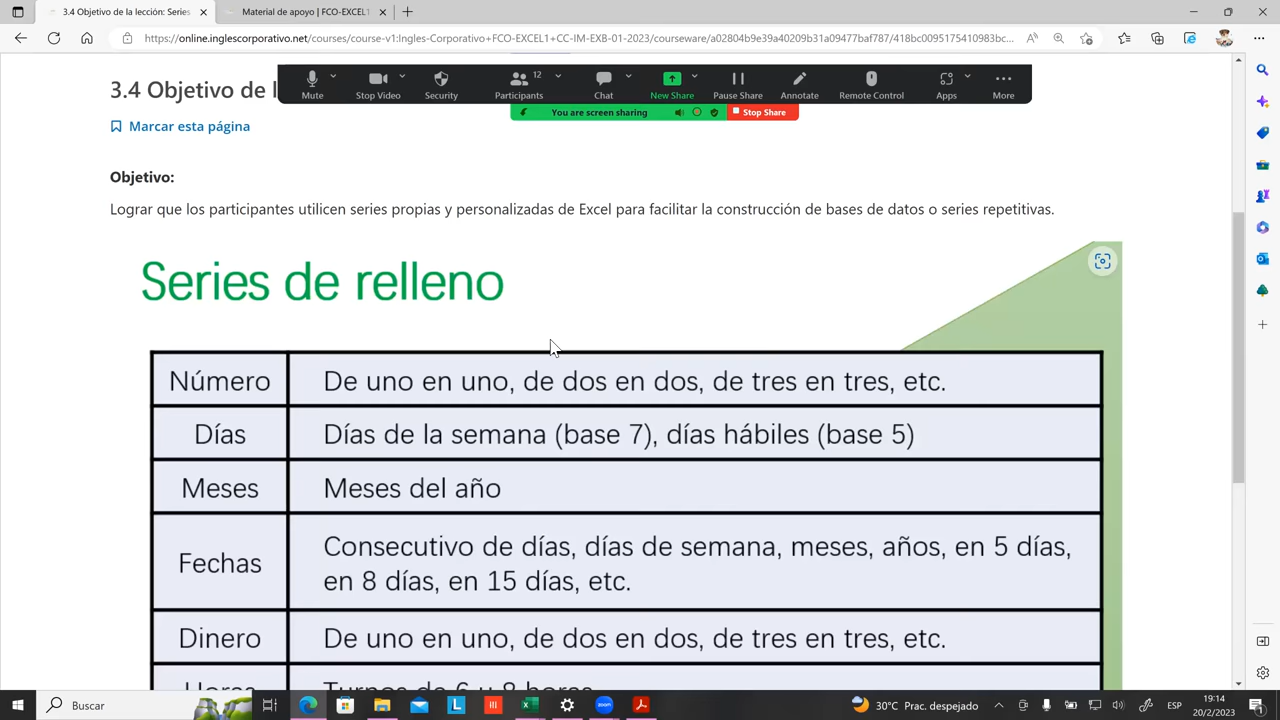 3.4 Objetivo de la lección: Series
Material de apoyo | FCO-EXCEL1
https://online.inglescorporativo.net/courses/course-v1:Ingles-Corporativo+FCO-EXCEL1+CC-IM-EXB-01-2023/courseware/a02804b9e39a40209b31a09477baf787/418bc0095175410983bc...
3.4 Objetivo de l
Mute
Stop Video
Security
12
Participants
Chat
New Share
Pause Share
Annotate
Remote Control
Apps
More
You are screen sharing
Stop Share
Marcar esta página
Objetivo:
Lograr que los participantes utilicen series propias y personalizadas de Excel para facilitar la construcción de bases de datos o series repetitivas.
Series de relleno
Número De uno en uno, de dos en dos, de tres en tres, etc.
Días Días de la semana (base 7), días hábiles (base 5)
Meses Meses del año
Fechas Consecutivo de días, días de semana, meses, años, en 5 días,
en 8 días, en 15 días, etc.
Dinero De uno en uno, de dos en dos, de tres en tres, etc.
Horas Turnos de 6 u 8 horas
Buscar
30°C Prac. despejado
ESP
19:14
20/2/2023